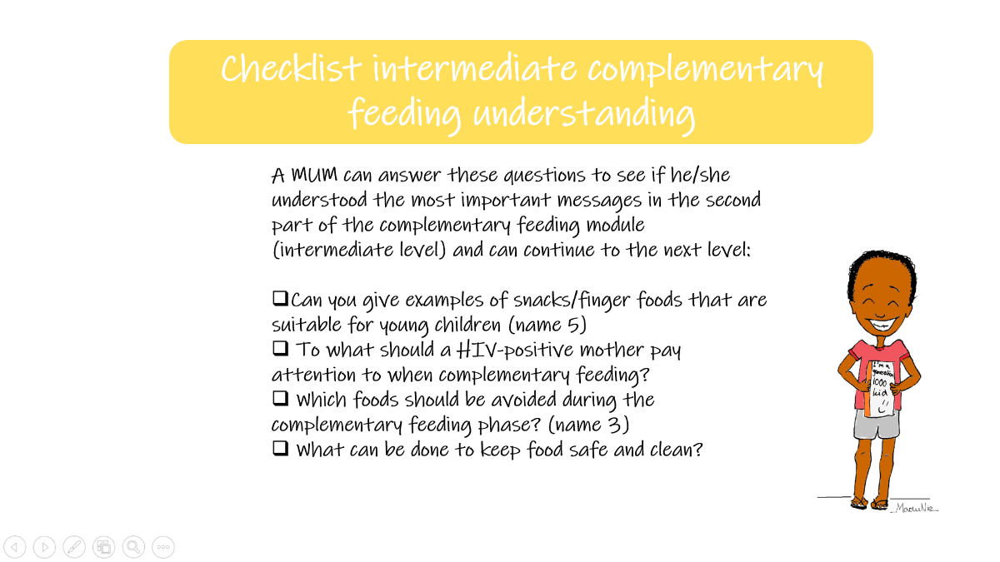 Checklist intermediate complementary
feeding understanding
A MUM can answer these questions to see if he/she
understood the most important messages in the second
part of the complementary feeding module
(intermediate level) and can continue to the next level:
❑Can you give examples of snacks/finger foods that are
suitable for young children (name 5)
❑ To what should a HIV-positive mother pay
attention to when complementary feeding?
❑ Which foods should be avoided during the
complementary feeding phase? (name 3)
❑ What can be done to keep food safe and clean?
I'm a
generation
1000
kid